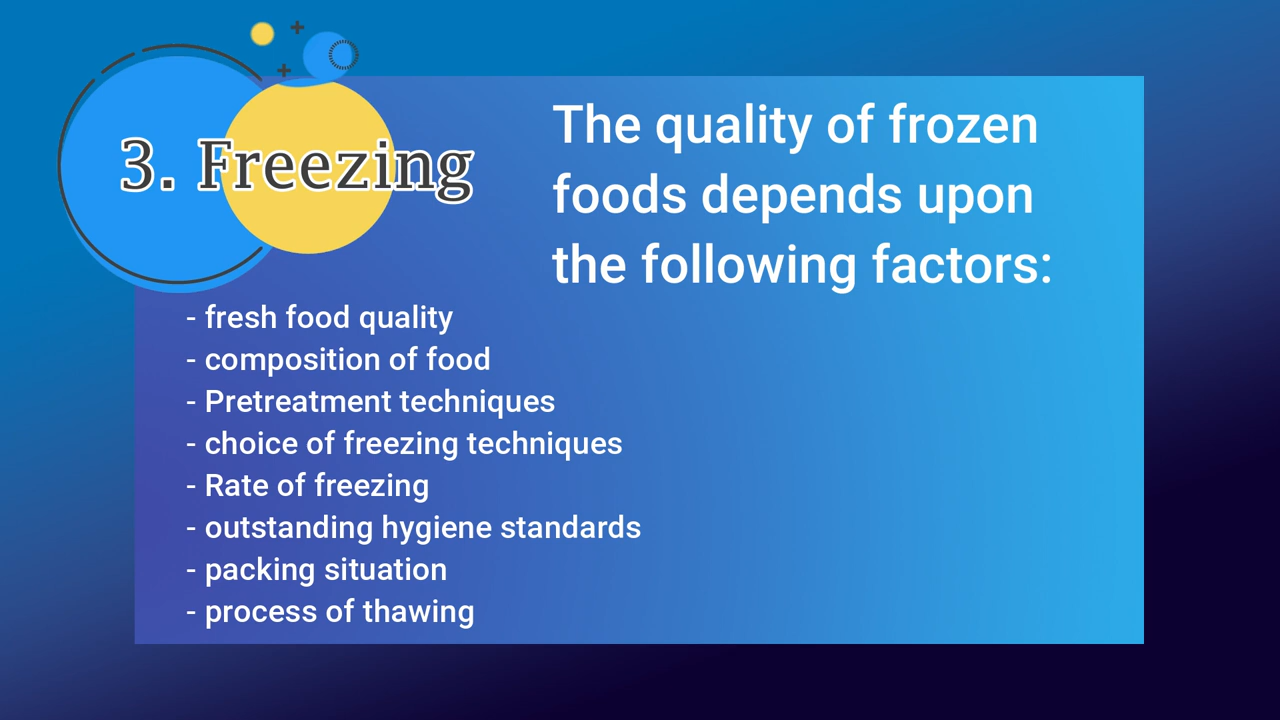 3. Freezing
The quality of frozen
foods depends upon
the following factors:
- fresh food quality
- composition of food
- Pretreatment techniques
- choice of freezing techniques
- Rate of freezing
- outstanding hygiene standards
- packing situation
- process of thawing